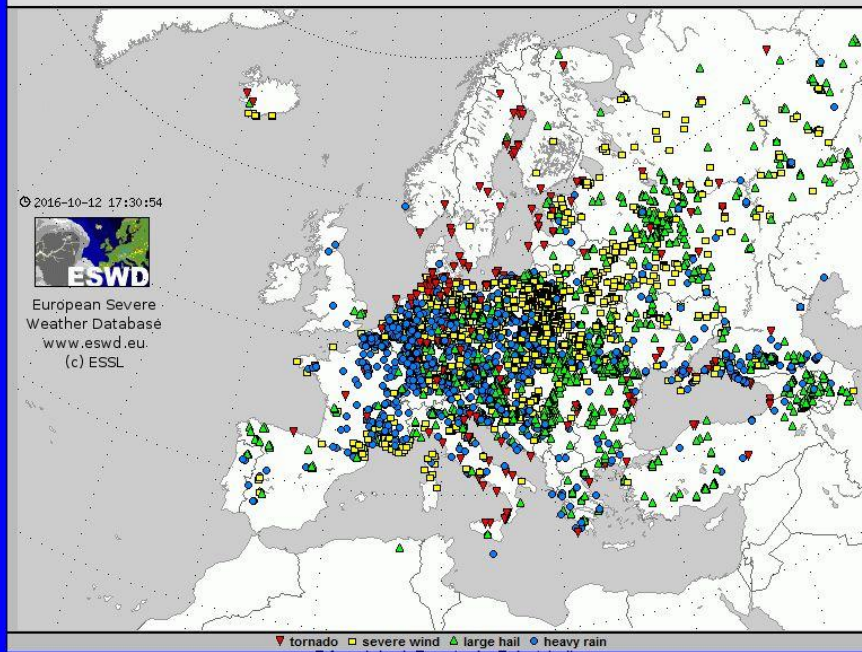 2016-10-12 17:30:54
ESWD
European Severe
Weather Database
www.eswd.eu
(c) ESSL
tornado severe wind large hail heavy rain